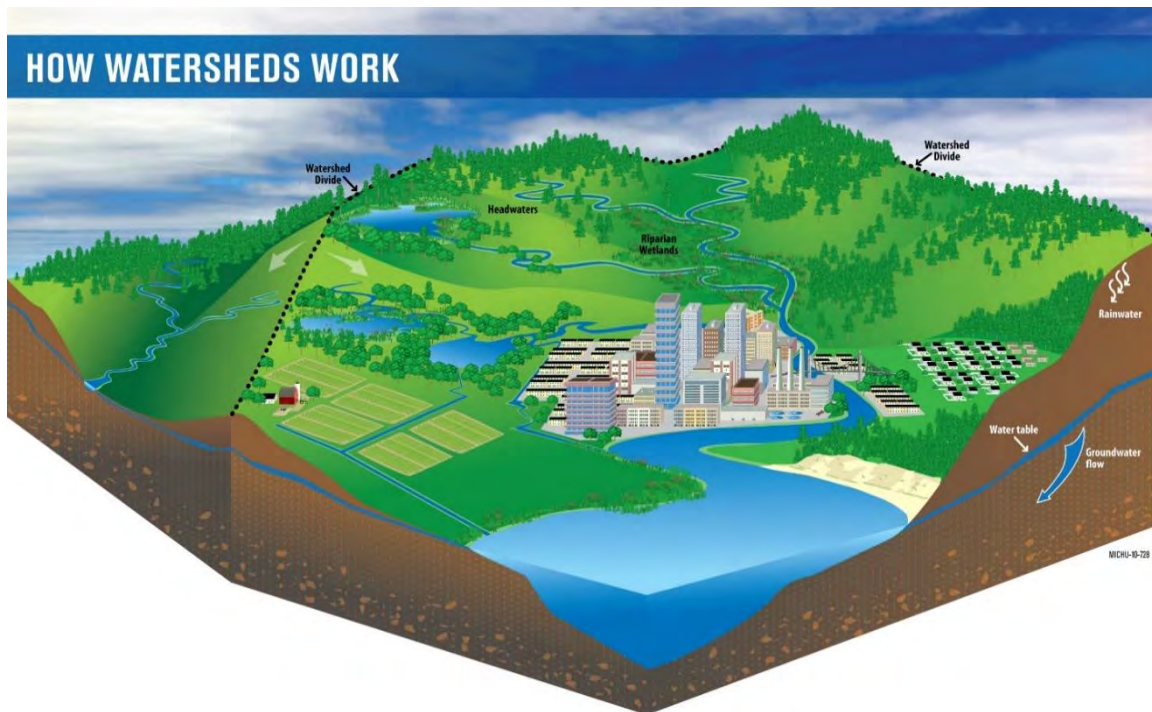 HOW WATERSHEDS WORK
Watershed
Divide
Watershed
Divide
Headwaters
Riparian
Wetlands
Rainwater
Water table
Groundwater
flow
MICHU-10-728